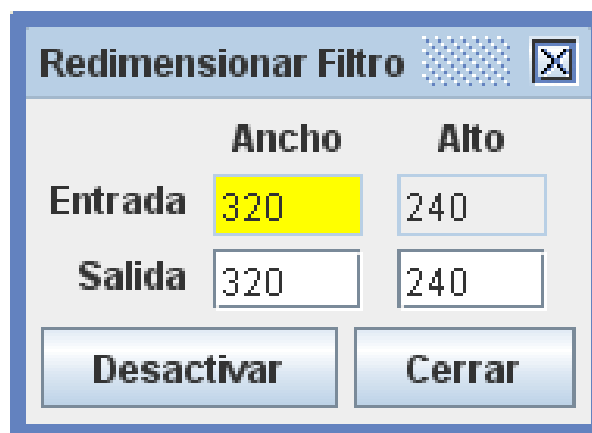 Redimensionar Filtro
Ancho Alto
Entrada 320 240
Salida 320 240
Desactivar Cerrar